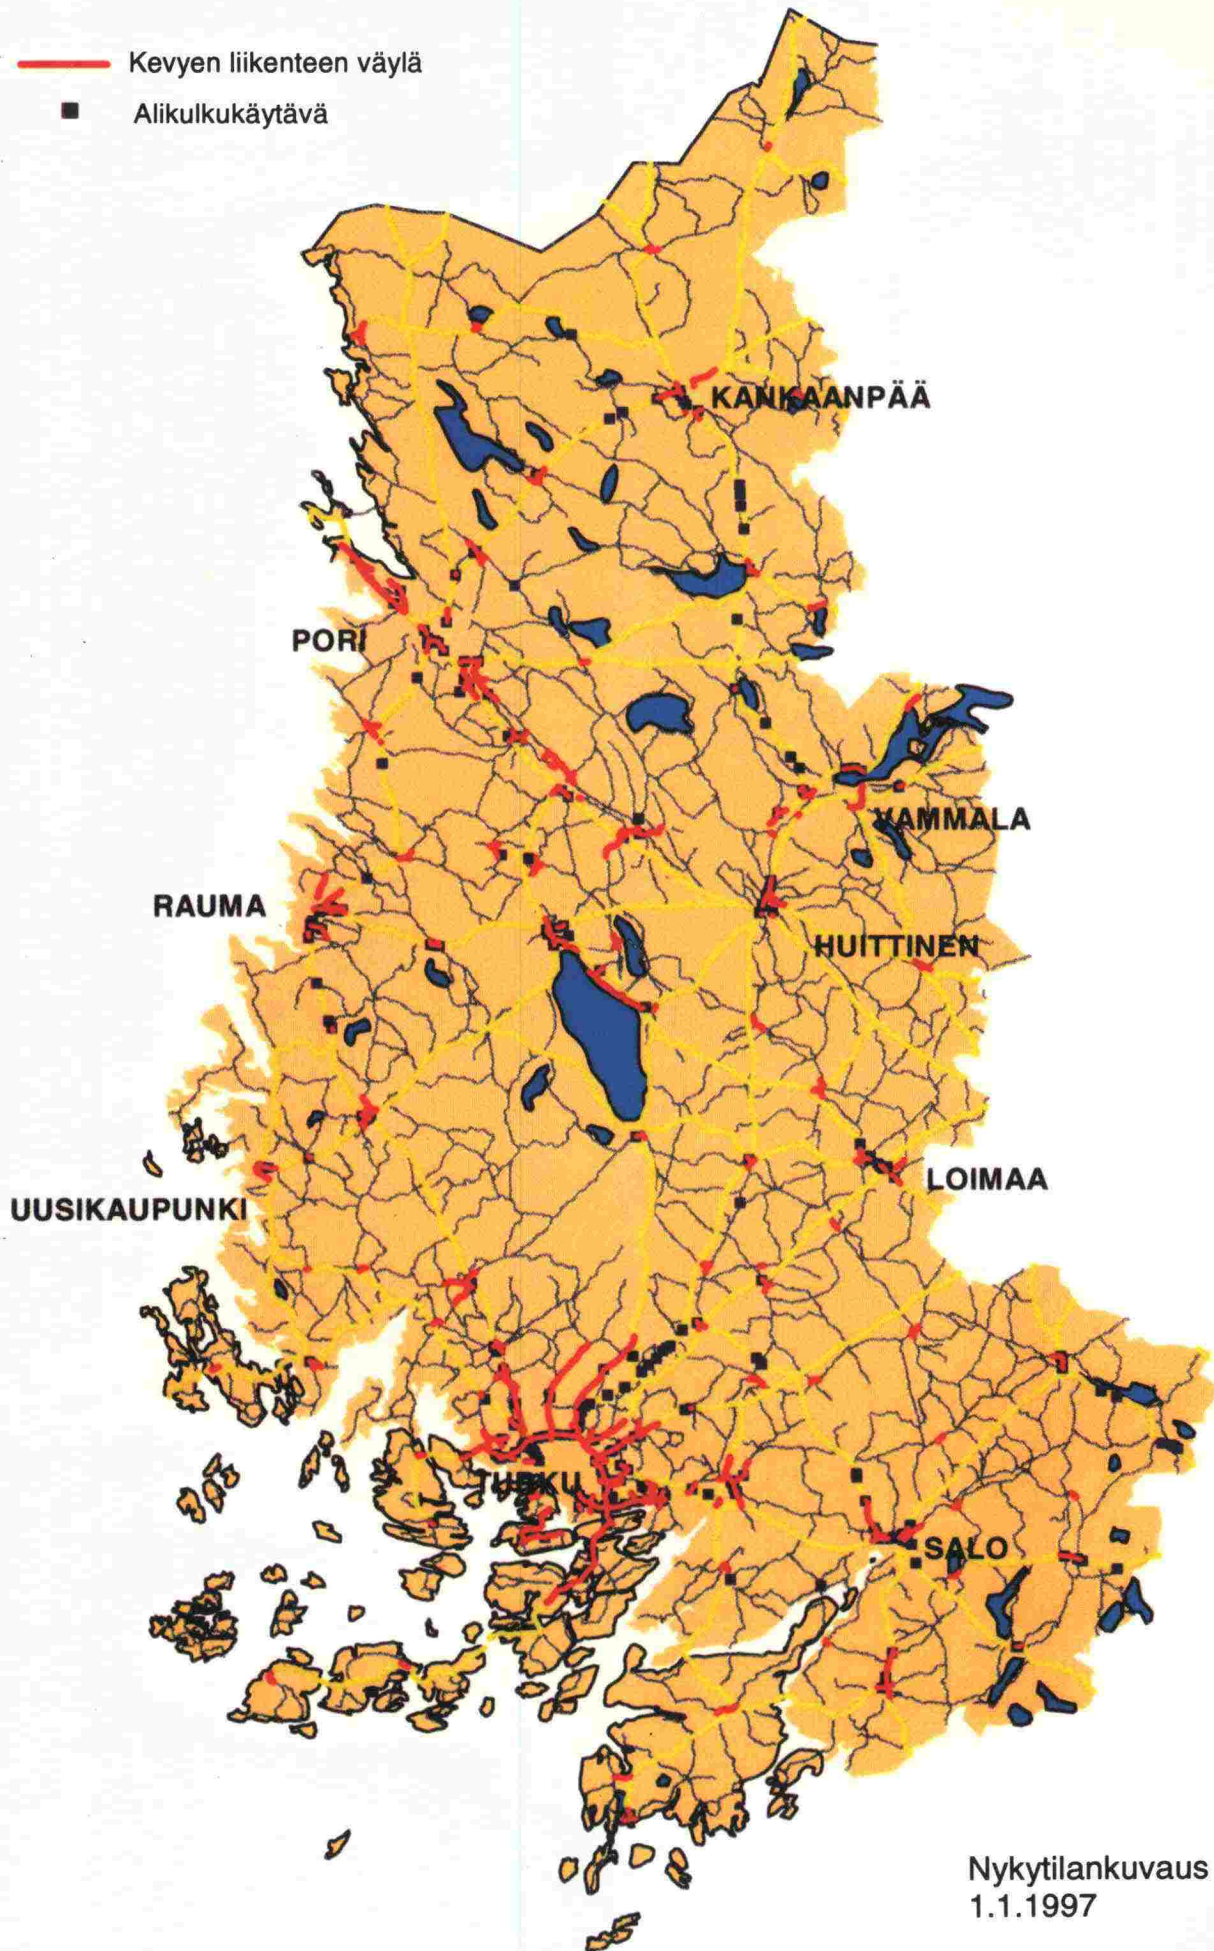 Kevyen liikenteen väylä
Alikulkukäytävä
KANKAANPÄÄ
PORI
VAMMALA
RAUMA
HUITTINEN
LOIMAA
UUSIKAUPUNKI
TURKU
SALO
Nykytilankuvaus
1.1.1997